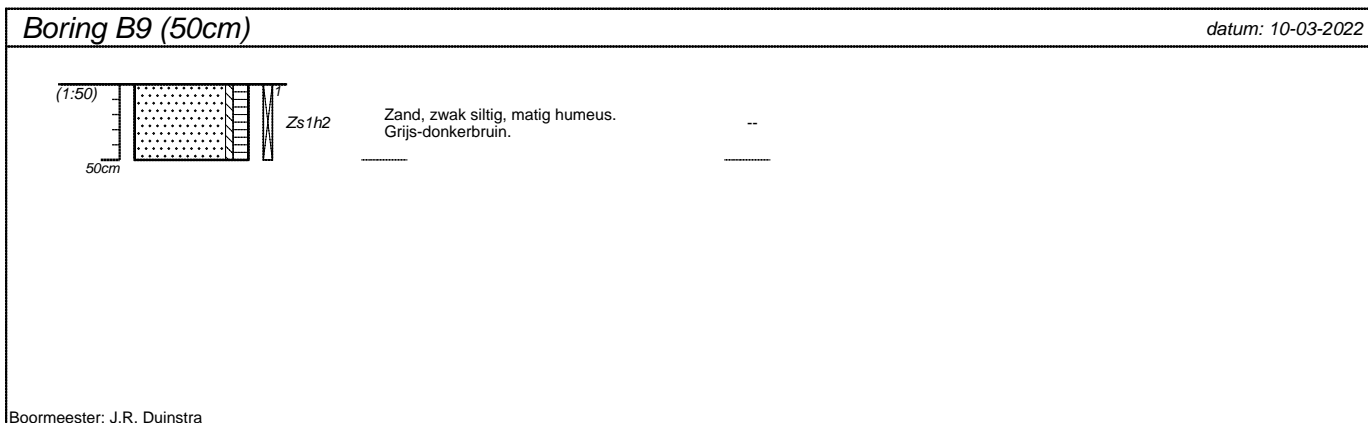 Boring B9 (50cm)
datum: 10-03-2022
(1:50)
1
Zs1h2
Zand, zwak siltig, matig humeus.
Grijs-donkerbruin.
--
50cm
Boormeester: J.R. Duinstra